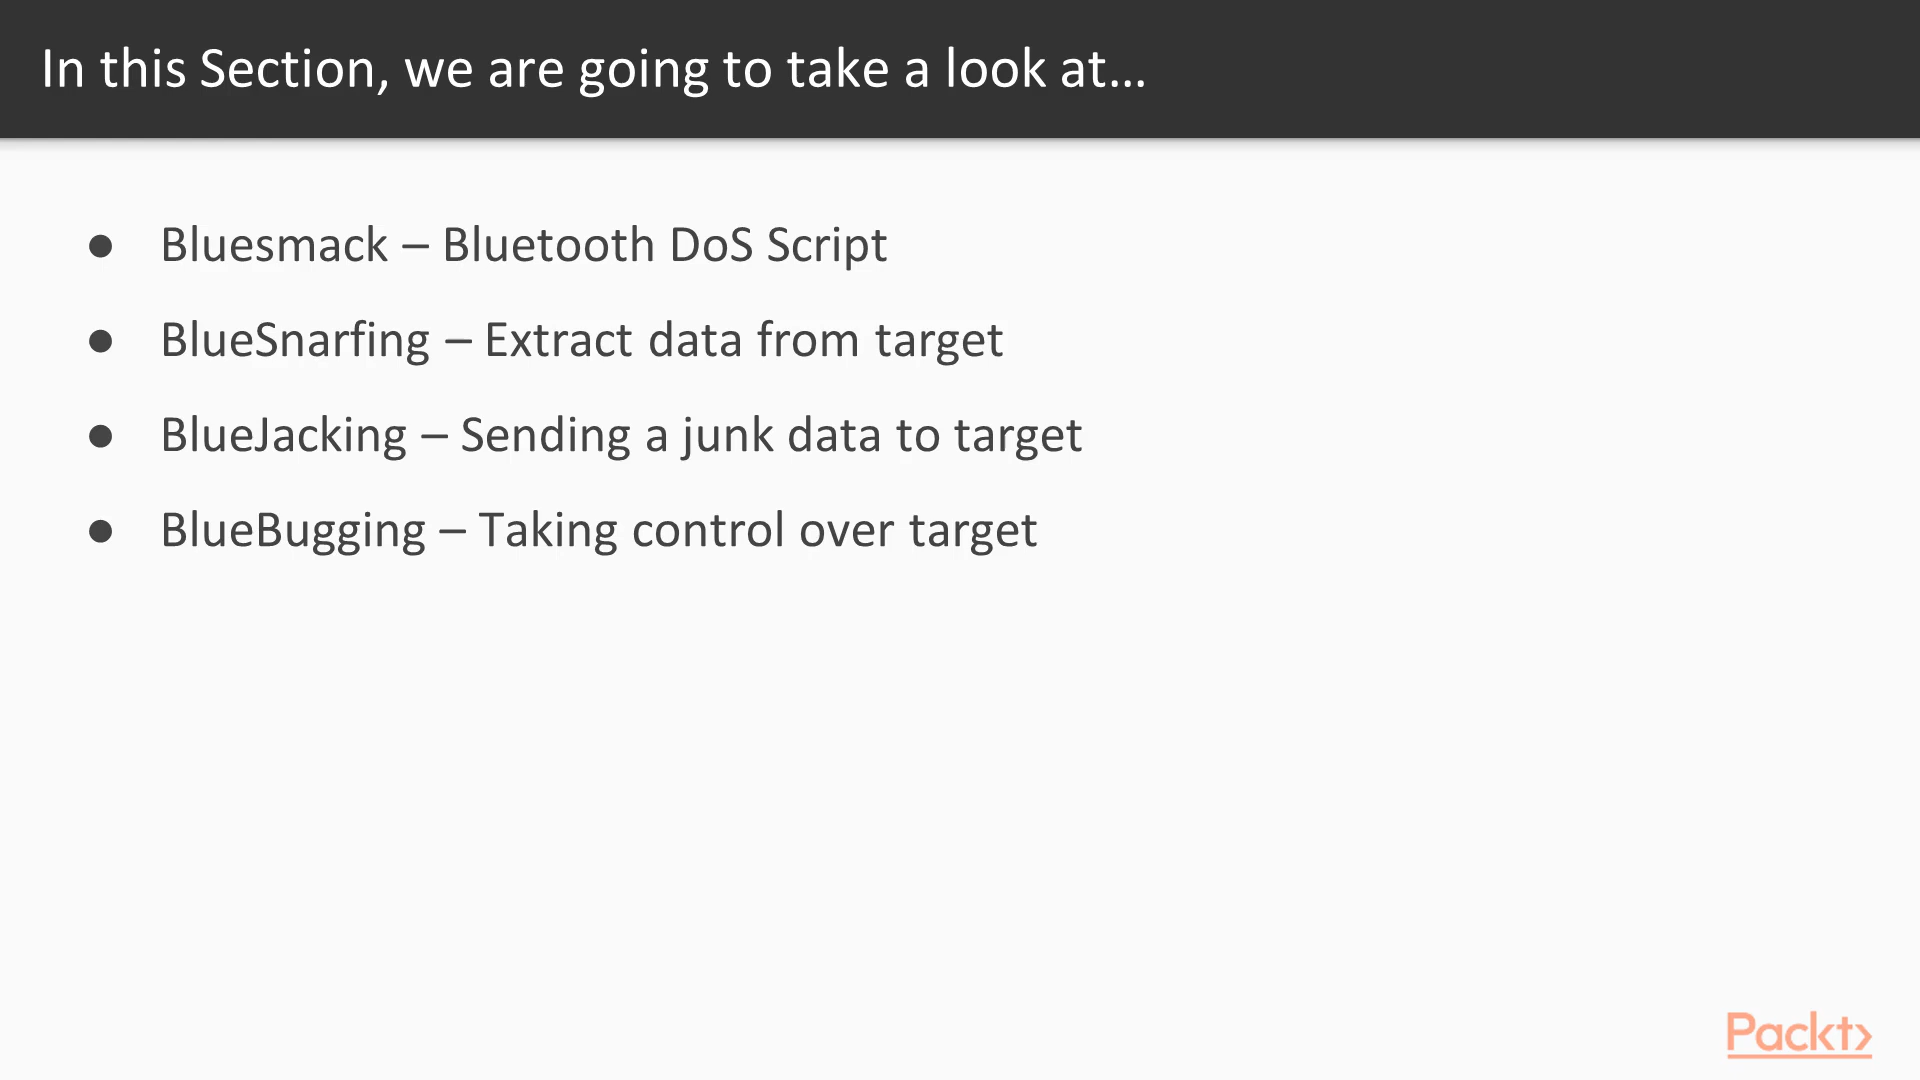 In this Section, we are going to take a look at...
● Bluesmack – Bluetooth DoS Script
● BlueSnarfing – Extract data from target
● BlueJacking – Sending a junk data to target
● BlueBugging – Taking control over target
Packt>